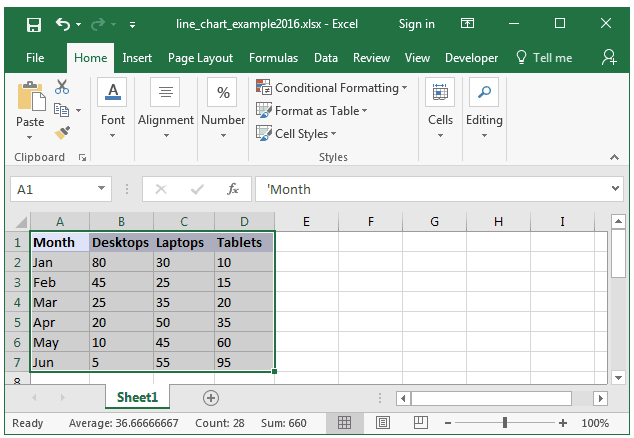 line_chart_example2016.xlsx - Excel Sign in
File Home Insert Page Layout Formulas Data Review View Developer Tell me
Paste
Clipboard
A
Font
Alignment
%
Number
Conditional Formatting
Format as Table
Cell Styles
Styles
Cells
Editing
A1 fx 'Month
A B C D E F G H I
1 Month Desktops Laptops Tablets
2 Jan 80 30 10
3 Feb 45 25 15
4 Mar 25 35 20
5 Apr 20 50 35
6 May 10 45 60
7 Jun 5 55 95
8
Sheet1
Ready Average: 36.66666667 Count: 28 Sum: 660 - + 100%